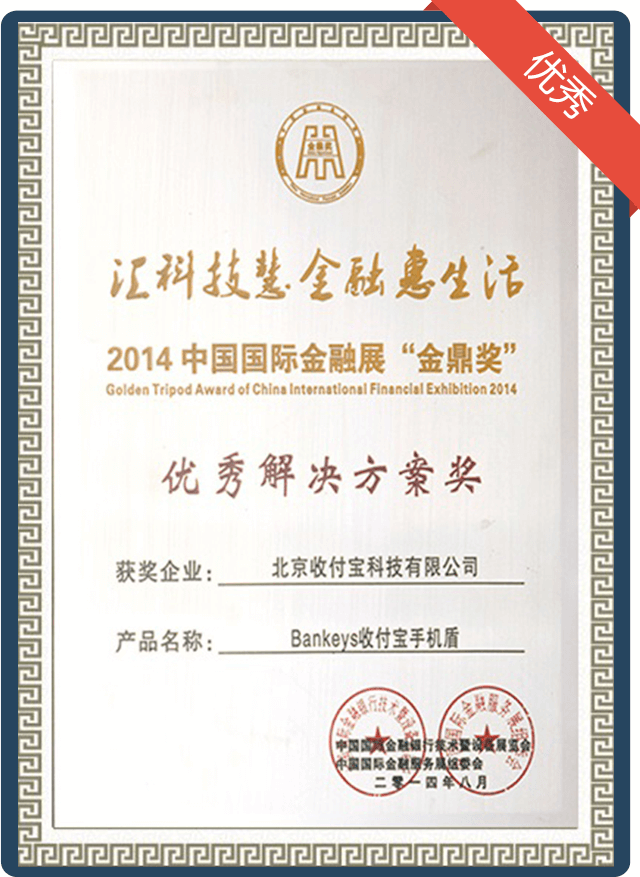 优秀
金鼎奖
汇科技慧金融惠生活
2014 中国国际金融展“金鼎奖”
Golden Tripod Award of China International Financial Exhibition 2014
优秀解决方案奖
获奖企业: 北京收付宝科技有限公司
产品名称: Bankeys收付宝手机盾
中国国际金融银行技术暨设备展览会
中国国际金融服务展组委会
二零一四年八月